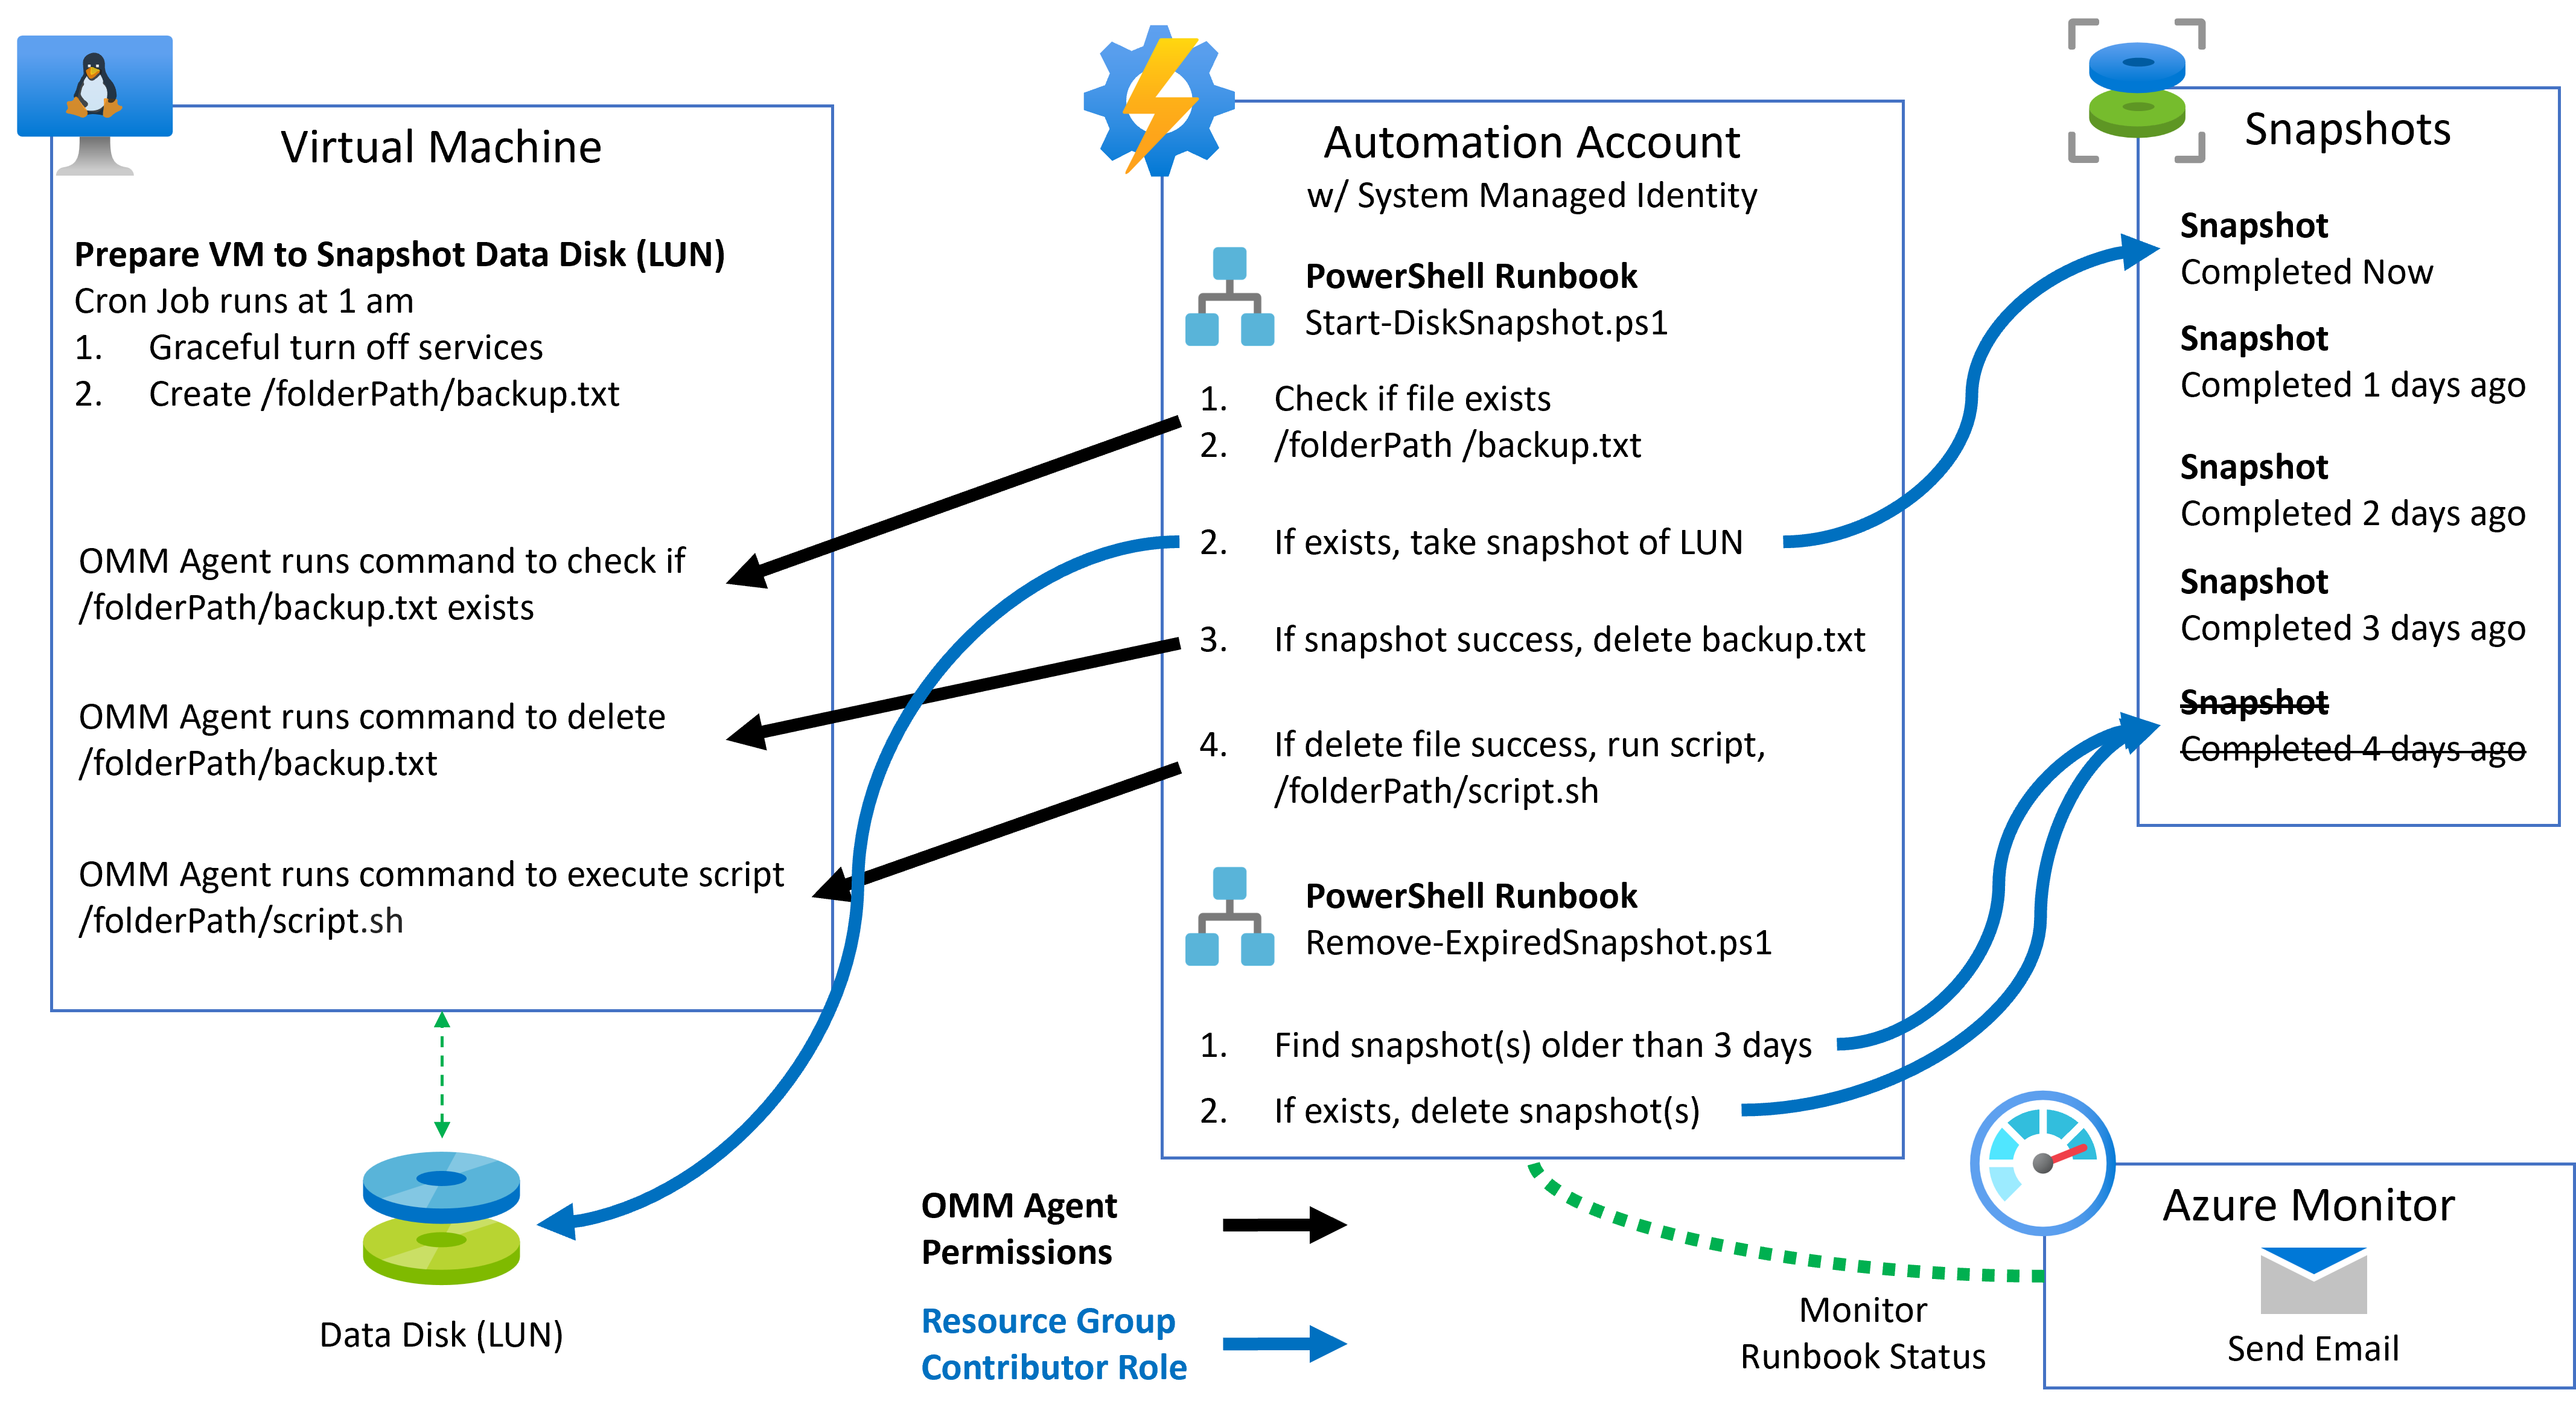 Virtual Machine
Prepare VM to Snapshot Data Disk (LUN)
Cron Job runs at 1 am
1. Graceful turn off services
2. Create /folderPath/backup.txt
OMM Agent runs command to check if
/folderPath/backup.txt exists
OMM Agent runs command to delete
/folderPath/backup.txt
OMM Agent runs command to execute script
/folderPath/script.sh
Data Disk (LUN)
Automation Account
w/ System Managed Identity
PowerShell Runbook
Start-DiskSnapshot.ps1
1. Check if file exists
2. /folderPath /backup.txt
2. If exists, take snapshot of LUN
3. If snapshot success, delete backup.txt
4. If delete file success, run script,
/folderPath/script.sh
PowerShell Runbook
Remove-ExpiredSnapshot.ps1
1. Find snapshot(s) older than 3 days
2. If exists, delete snapshot(s)
OMM Agent
Permissions
Resource Group
Contributor Role
Snapshots
Snapshot
Completed Now
Snapshot
Completed 1 days ago
Snapshot
Completed 2 days ago
Snapshot
Completed 3 days ago
Snapshot
Completed 4 days ago
Monitor
Runbook Status
Azure Monitor
Send Email